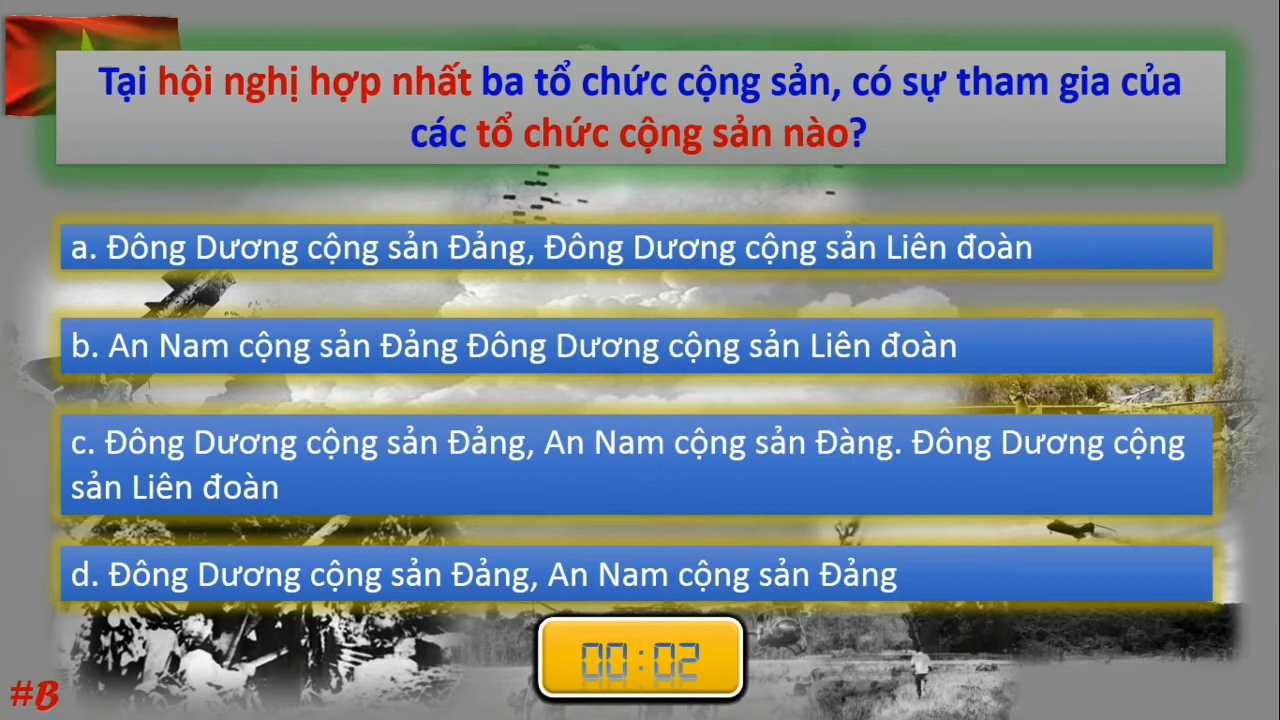 Tại hội nghị hợp nhất ba tổ chức cộng sản, có sự tham gia của
các tổ chức cộng sản nào?
a. Đông Dương cộng sản Đảng, Đông Dương cộng sản Liên đoàn
b. An Nam cộng sản Đảng Đông Dương cộng sản Liên đoàn
c. Đông Dương cộng sản Đảng, An Nam cộng sản Đàng. Đông Dương cộng
sản Liên đoàn
d. Đông Dương cộng sản Đảng, An Nam cộng sản Đảng
00:02
#B